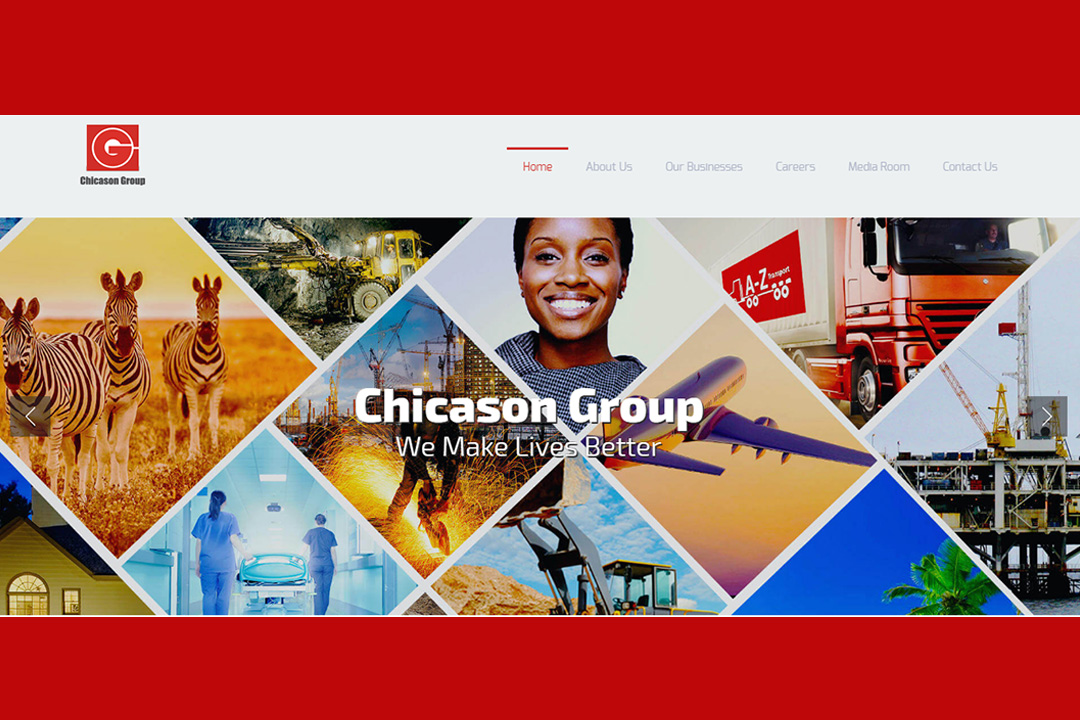 Chicason Group
Home
About Us
Our Businesses
Careers
Media Room
Contact Us
A-Z Transport
Chicason Group
We Make Lives Better